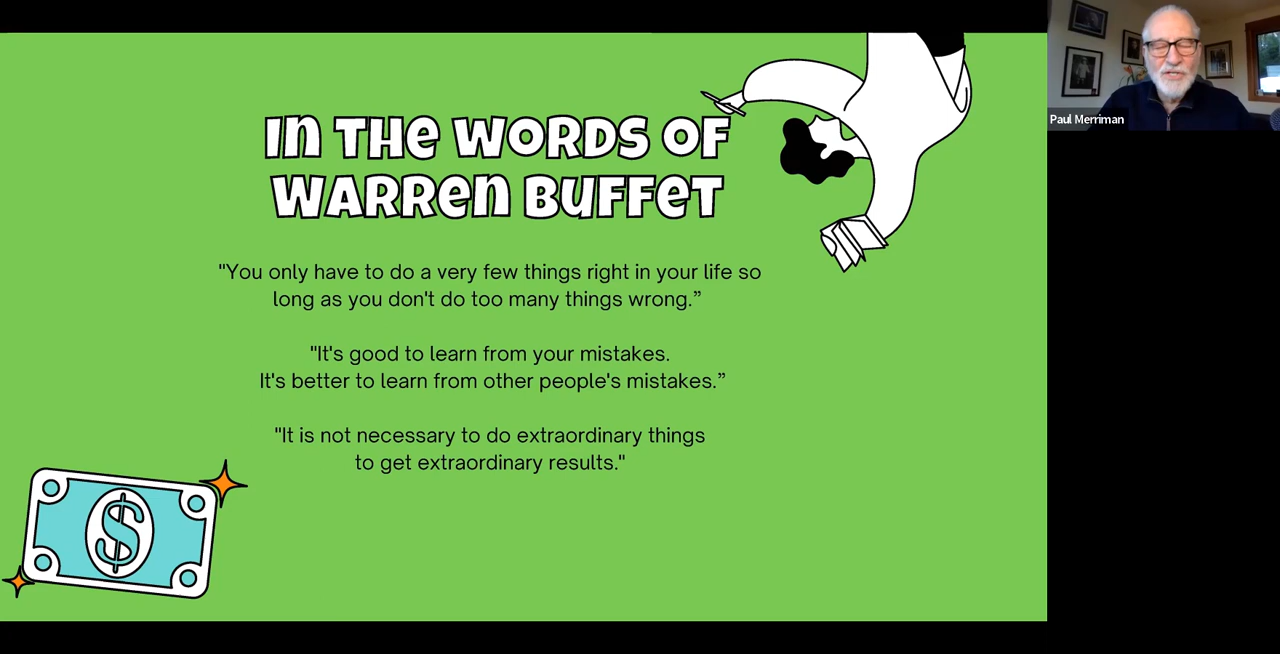 In THe WORDS OF
WARRen BUFFeT
"You only have to do a very few things right in your life so
long as you don't do too many things wrong.”
"It's good to learn from your mistakes.
It's better to learn from other people's mistakes.”
"It is not necessary to do extraordinary things
to get extraordinary results."
$
Paul Merriman